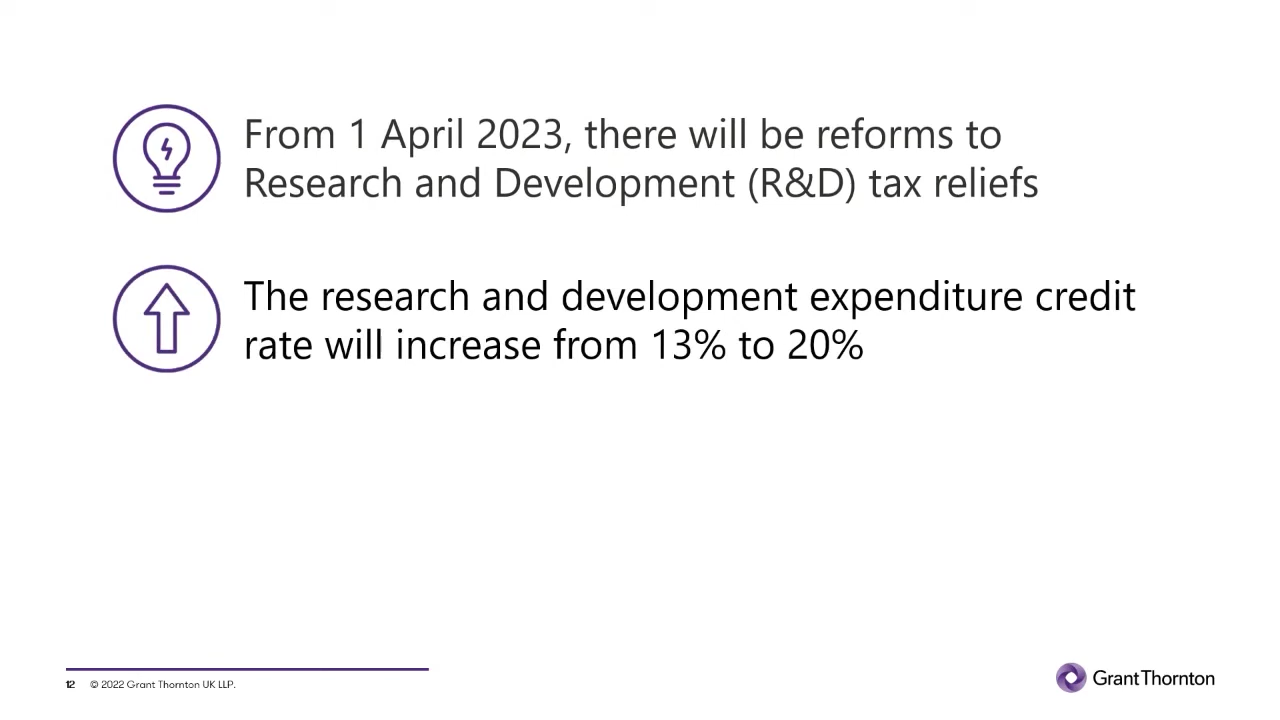 From 1 April 2023, there will be reforms to
Research and Development (R&D) tax reliefs
The research and development expenditure credit
rate will increase from 13% to 20%
12 © 2022 Grant Thornton UK LLP.
GrantThornton